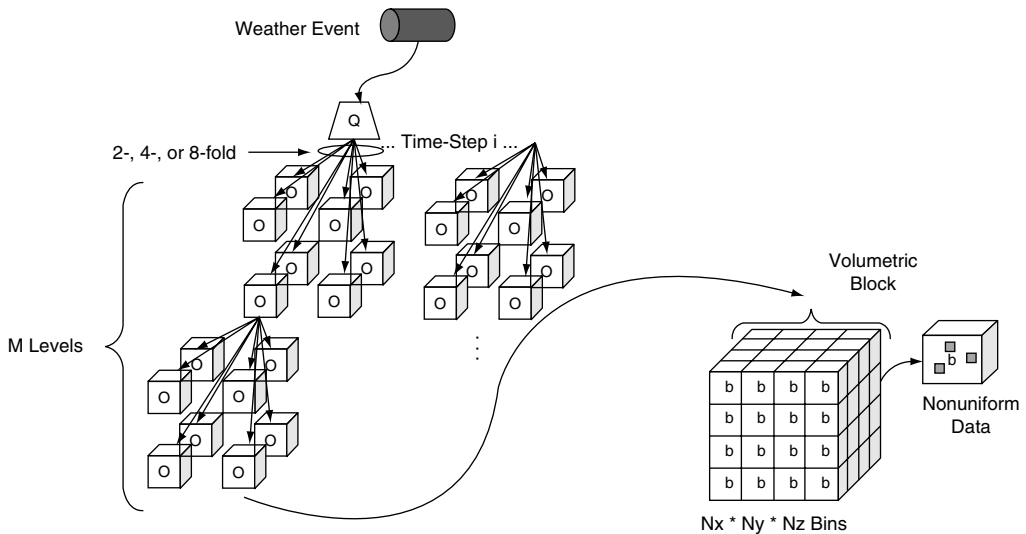 Weather Event
Q
... Time-Step i ...
2-, 4-, or 8-fold
O O O O
O O O O
O O O O
O O O O
M Levels
O O
O O
O O
O O
Volumetric
Block
b b b b
b b b b
b b b b
b b b b
b
Nonuniform
Data
Nx * Ny * Nz Bins